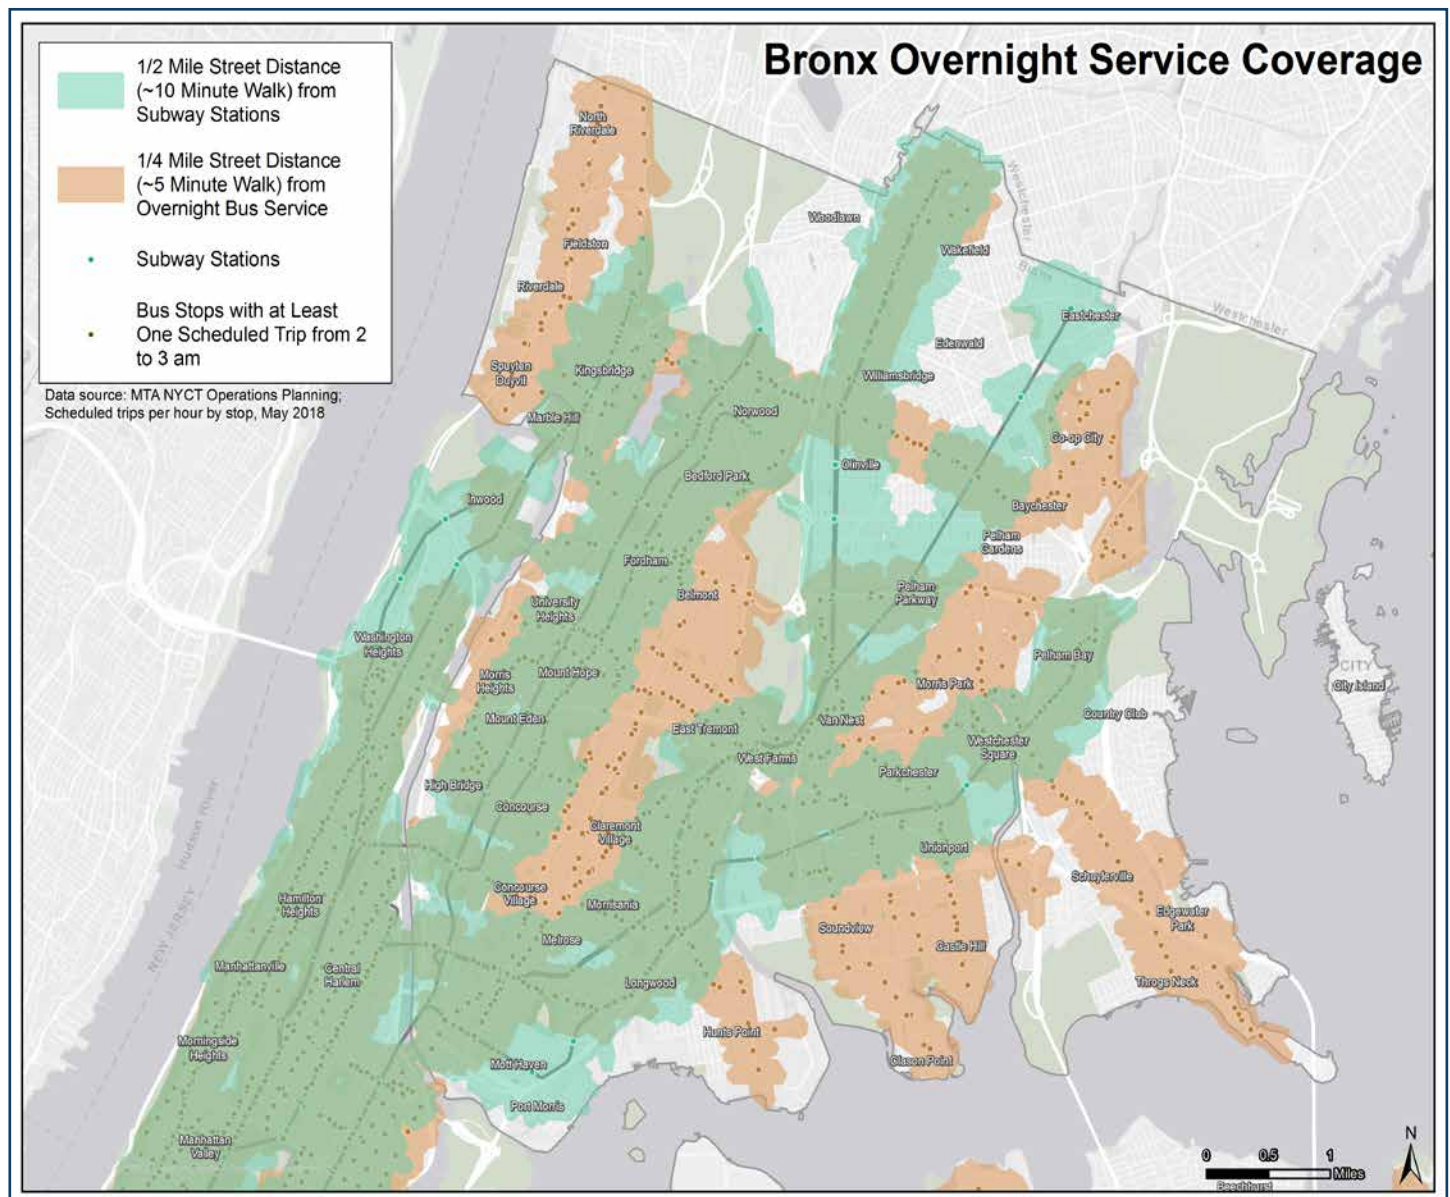 Bronx Overnight Service Coverage
1/2 Mile Street Distance
(~10 Minute Walk) from
Subway Stations
1/4 Mile Street Distance
(~5 Minute Walk) from
Overnight Bus Service
Subway Stations
Bus Stops with at Least
One Scheduled Trip from 2
to 3 am
Data source: MTA NYCT Operations Planning;
Scheduled trips per hour by stop, May 2018
North
Riverdale
Woodlawn
Westchester
Fieldston
Wakefield
Bronx
Riverdale
Westchester
Eastchester
Edenwald
Spuyten
Duyvil
Kingsbridge
Williamsbridge
Marble Hill
Norwood
Co-op City
Olinville
Bedford Park
Inwood
Baychester
Pelham
Gardens
Fordham
Belmont
Pelham
Parkway
University
Heights
Washington
Heights
Pelham Bay
Morris
Heights
Mount Hope
Morris Park
CITY
City Island
Mount Eden
East Tremont
Van Nest
Country Club
Westchester
Square
West Farms
Parkchester
High Bridge
Concourse
Hudson River
Claremont
Village
Unionport
Schuylerville
Concourse
Village
Morrisania
Hamilton
Heights
Edgewater
Park
NEW JERSEY
Soundview
Melrose
Castle Hill
Manhattanville
Central
Harlem
Longwood
Throgs Neck
Hunts Point
Morningside
Heights
Clason Point
Mott Haven
Port Morris
Manhattan
Valley
N
0 0.5 1
Miles
Beechhurst